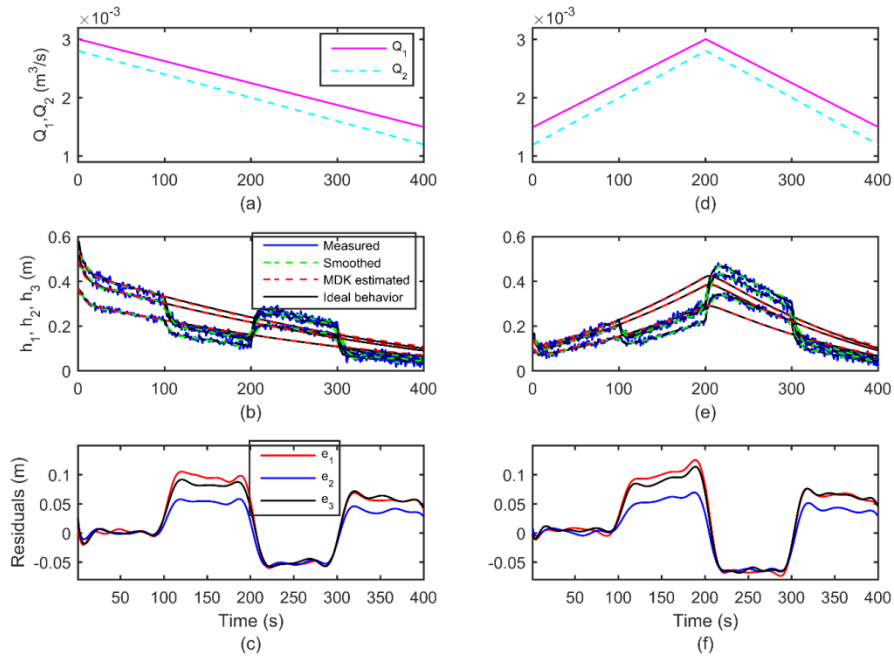 ×10⁻³
3
2
1
Q₁,Q₂ (m³/s)
Q₁
Q₂
0 100 200 300 400
(a)
×10⁻³
3
2
1
0 100 200 300 400
(d)
0.6
0.4
0.2
0
h₁, h₂, h₃ (m)
Measured
Smoothed
MDK estimated
Ideal behavior
0 100 200 300 400
(b)
0.6
0.4
0.2
0
0 100 200 300 400
(e)
0.1
0.05
0
-0.05
Residuals (m)
e₁
e₂
e₃
50 100 150 200 250 300 350 400
Time (s)
(c)
0.1
0.05
0
-0.05
50 100 150 200 250 300 350 400
Time (s)
(f)